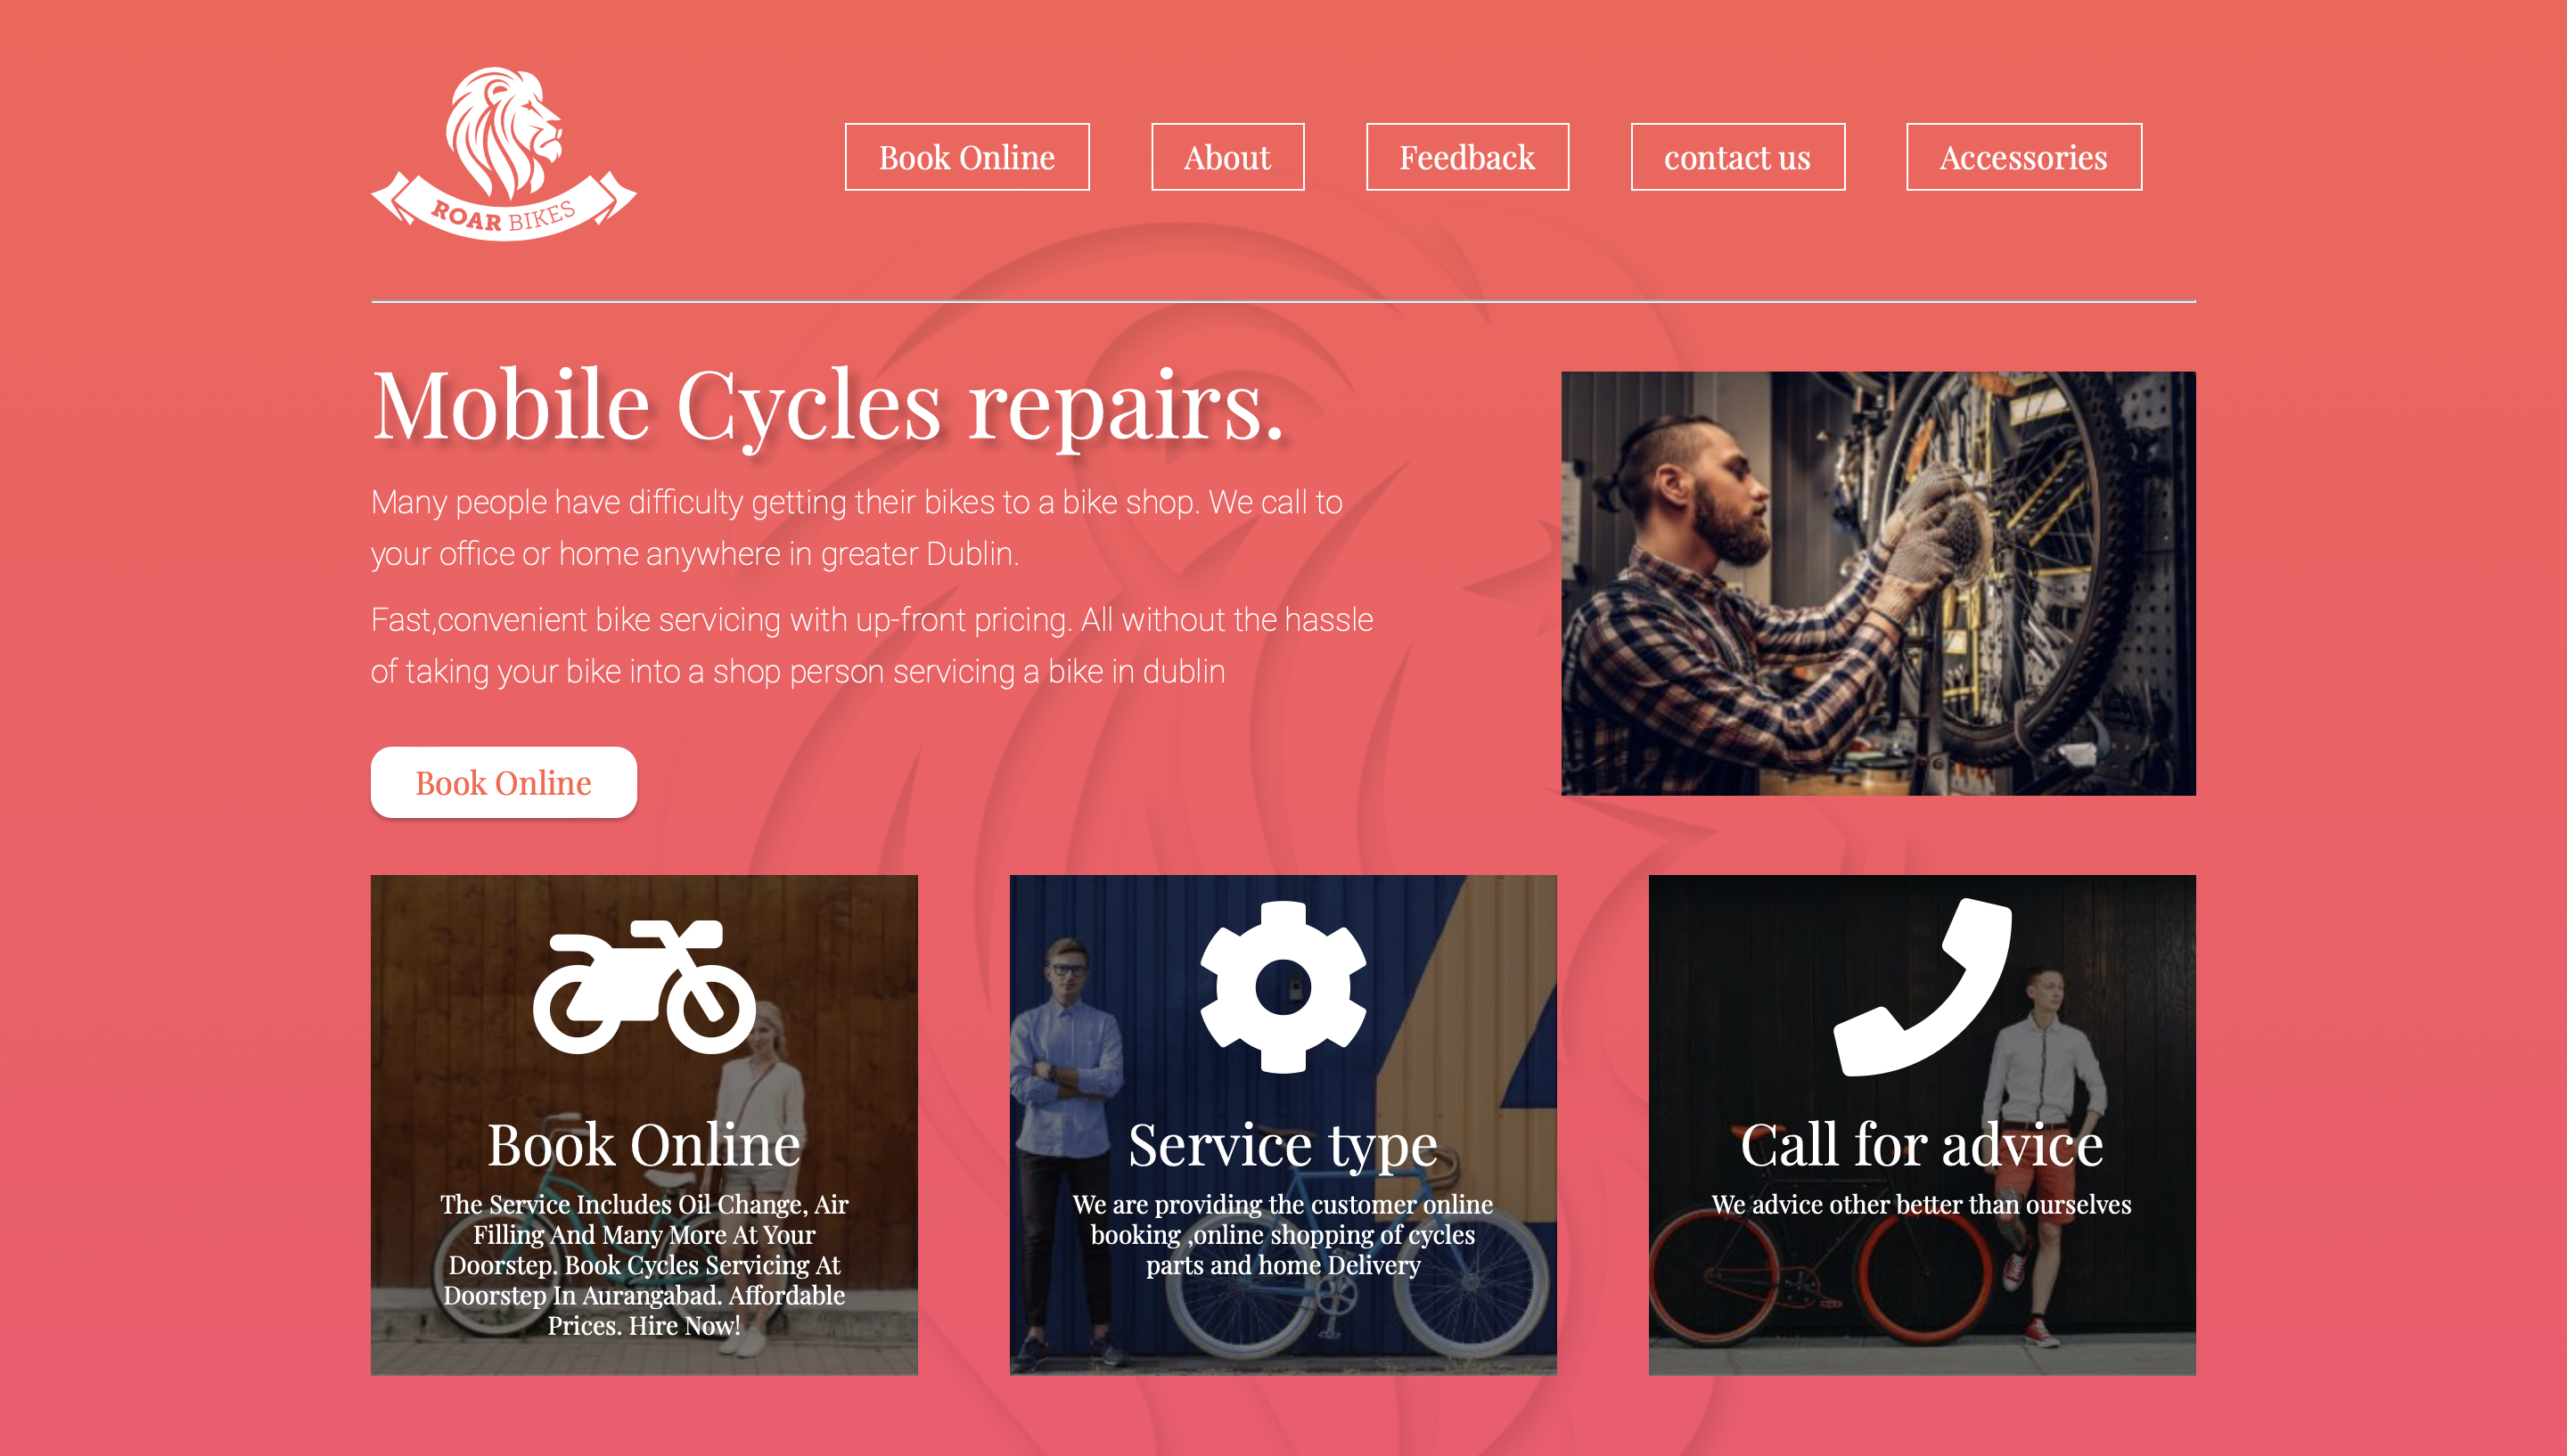 ROAR BIKES
Book Online
About
Feedback
contact us
Accessories
Mobile Cycles repairs.
Many people have difficulty getting their bikes to a bike shop. We call to
your office or home anywhere in greater Dublin.
Fast,convenient bike servicing with up-front pricing. All without the hassle
of taking your bike into a shop person servicing a bike in dublin
Book Online
Book Online
The Service Includes Oil Change, Air
Filling And Many More At Your
Doorstep. Book Cycles Servicing At
Doorstep In Aurangabad. Affordable
Prices. Hire Now!
Service type
We are providing the customer online
booking ,online shopping of cycles
parts and home Delivery
Call for advice
We advice other better than ourselves